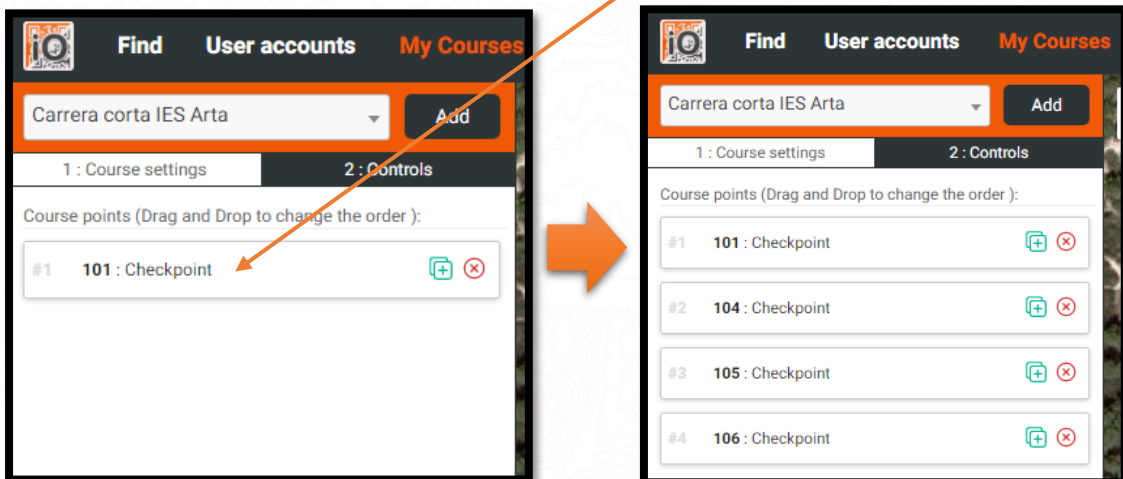 iO Find User accounts My Courses
Carrera corta IES Arta Add
1 : Course settings 2 : Controls
Course points (Drag and Drop to change the order ):
#1 101 : Checkpoint
iO Find User accounts My Courses
Carrera corta IES Arta Add
1 : Course settings 2 : Controls
Course points (Drag and Drop to change the order ):
#1 101 : Checkpoint
#2 104 : Checkpoint
#3 105 : Checkpoint
#4 106 : Checkpoint